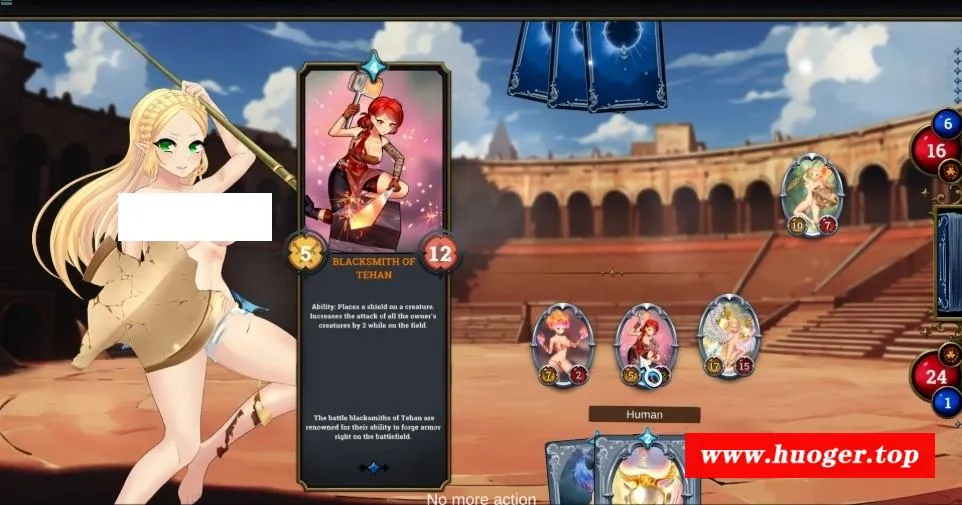 6
16
10 7
5
12
BLACKSMITH OF
TEHAN
Ability: Places a shield on a creature.
Increases the attack of all the owner's
creatures by 2 while on the field.
7 2
5
17 15
24
1
Human
The battle blacksmiths of Tehan are
renowned for their ability to forge armor
right on the battlefield.
www.huoger.top
No more action